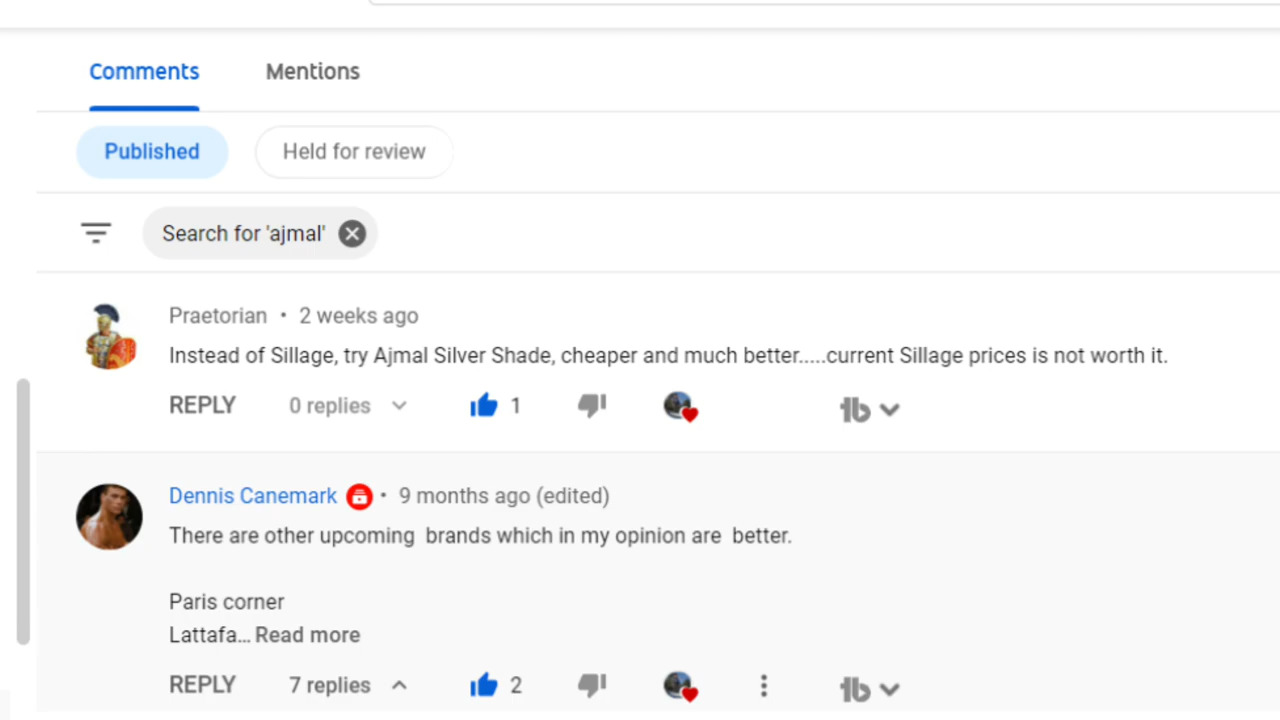 Comments Mentions
Published Held for review
Search for 'ajmal'
Praetorian • 2 weeks ago
Instead of Sillage, try Ajmal Silver Shade, cheaper and much better.....current Sillage prices is not worth it.
REPLY 0 replies 1 tb
Dennis Canemark • 9 months ago (edited)
There are other upcoming  brands which in my opinion are  better.
Paris corner
Lattafa... Read more
REPLY 7 replies 2 tb